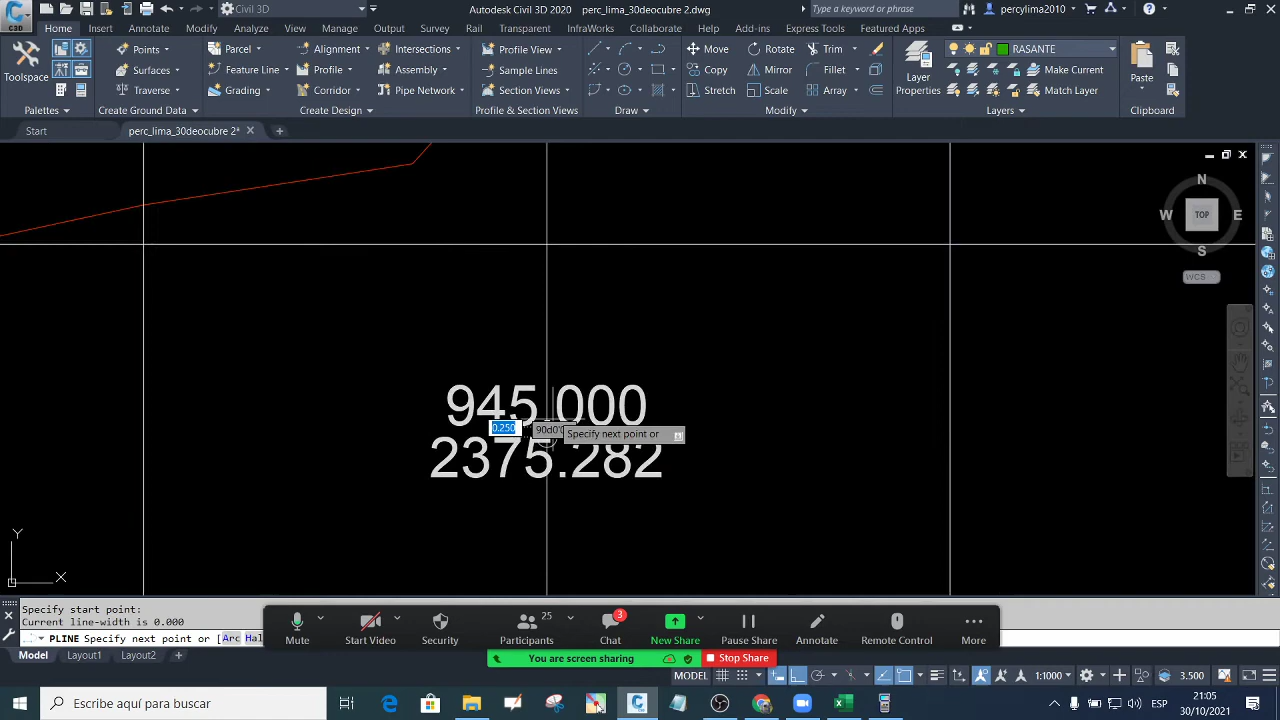 Civil 3D
Autodesk Civil 3D 2020 perc_lima_30deocubre 2.dwg
Type a keyword or phrase
percylima2010
Home Insert Annotate Modify Analyze View Manage Output Survey Rail Transparent InfraWorks Collaborate Help Add-ins Express Tools Featured Apps
Toolspace
Points
Surfaces
Traverse
Parcel
Feature Line
Grading
Alignment
Profile
Corridor
Intersections
Assembly
Pipe Network
Profile View
Sample Lines
Section Views
Move
Rotate
Trim
Copy
Mirror
Fillet
Stretch
Scale
Array
Layer
Properties
RASANTE
Make Current
Match Layer
Paste
Palettes
Create Ground Data
Create Design
Profile & Section Views
Draw
Modify
Layers
Clipboard
Start
perc_lima_30deocubre 2*
N
W
TOP
E
S
WCS
945.000
0.250
90d0'
Specify next point or
2375.282
Y
X
Specify start point:
Current line-width is 0.000
PLINE Specify next point or [Arc Hal
Mute
Start Video
Security
25
Participants
3
Chat
New Share
Pause Share
Annotate
Remote Control
More
You are screen sharing
Stop Share
Model
Layout1
Layout2
MODEL
1:1000
3.500
Escribe aquí para buscar
ESP
21:05
30/10/2021